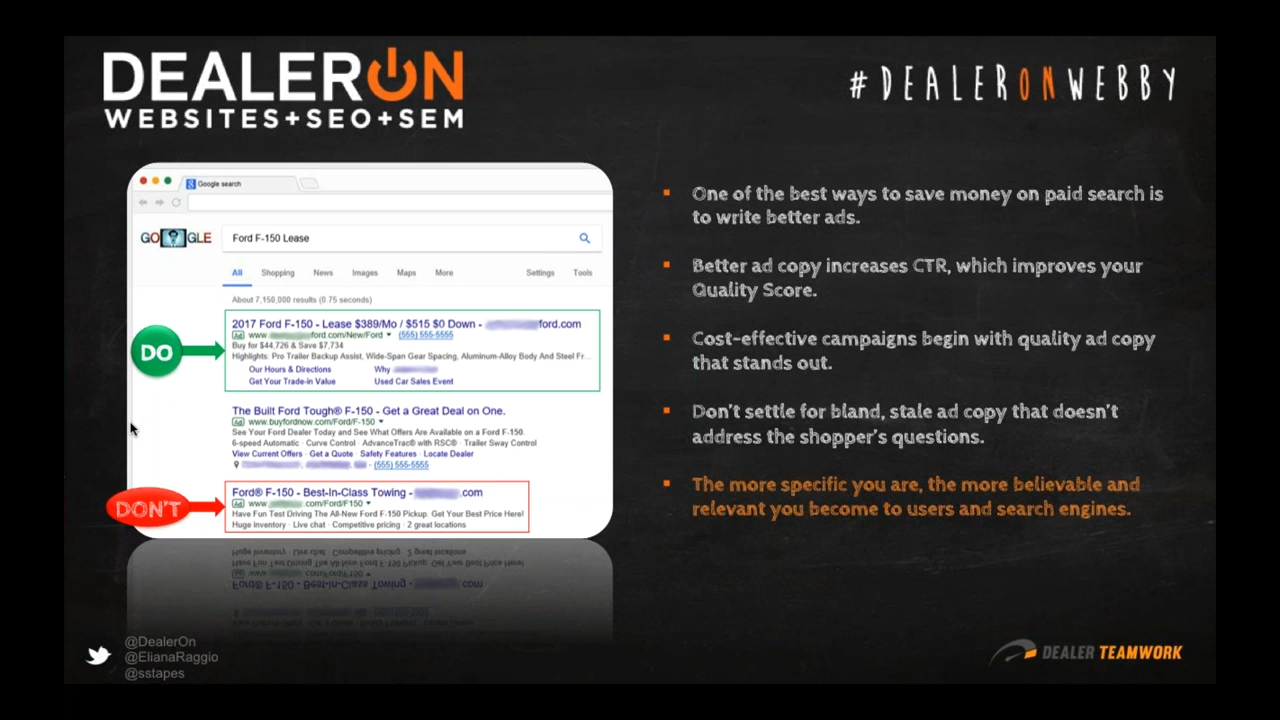 DEALERON
WEBSITES+SEO+SEM
#DEALERONWEBBY
Google search
GO GLE
Ford F-150 Lease
All Shopping News Images Maps More Settings Tools
About 7,150,000 results (0.75 seconds)
DO
2017 Ford F-150 - Lease $389/Mo / $515 $0 Down - ford.com
Ad www. ford.com/New/Ford (555) 555-5555
Buy for $44,726 & Save $7,734
Highlights: Pro Trailer Backup Assist, Wide-Span Gear Spacing, Aluminum-Alloy Body And Steel Fr...
Our Hours & Directions Why
Get Your Trade-in Value Used Car Sales Event
The Built Ford Tough® F-150 - Get a Great Deal on One.
Ad www.buyfordnow.com/Ford/F-150
See Your Ford Dealer Today and See What Offers Are Available on a Ford F-150.
6-speed Automatic · Curve Control · AdvanceTrac® with RSC® · Trailer Sway Control
View Current Offers · Get a Quote · Safety Features · Locate Dealer
(555) 555-5555
DON'T
Ford® F-150 - Best-In-Class Towing - .com
Ad www. .com/Ford/F150
Have Fun Test Driving The All-New Ford F-150 Pickup. Get Your Best Price Here!
Huge inventory · Live chat · Competitive pricing · 2 great locations
One of the best ways to save money on paid search is
to write better ads.
Better ad copy increases CTR, which improves your
Quality Score.
Cost-effective campaigns begin with quality ad copy
that stands out.
Don't settle for bland, stale ad copy that doesn't
address the shopper's questions.
The more specific you are, the more believable and
relevant you become to users and search engines.
@DealerOn
@ElianaRaggio
@sstapes
DEALER TEAMWORK